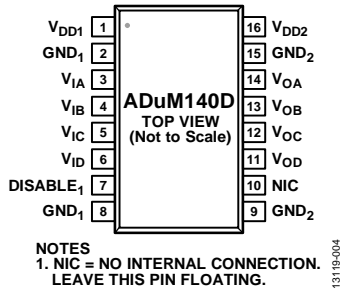 VDD1 1 16 VDD2
GND1 2 15 GND2
VIA 3 14 VOA
VIB 4 ADuM140D 13 VOB
TOP VIEW
VIC 5 (Not to Scale) 12 VOC
VID 6 11 VOD
DISABLE1 7 10 NIC
GND1 8 9 GND2
NOTES
1. NIC = NO INTERNAL CONNECTION.
LEAVE THIS PIN FLOATING.
13119-004